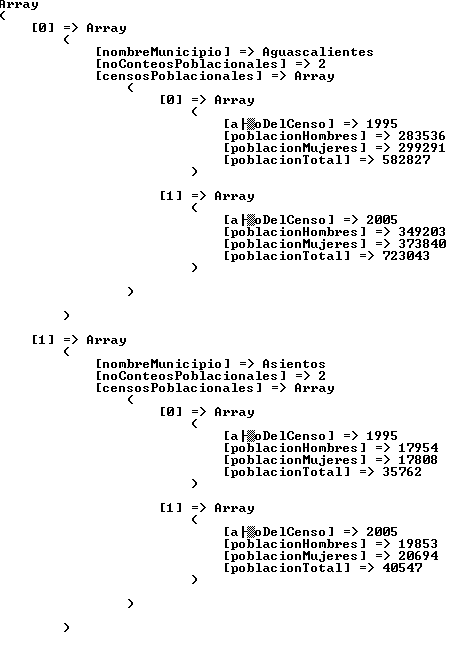 Array
(
[0] => Array
(
[nombreMunicipio] => Aguascalientes
[noConteosPoblacionales] => 2
[censosPoblacionales] => Array
(
[0] => Array
(
[a├▒oDelCenso] => 1995
[poblacionHombres] => 283536
[poblacionMujeres] => 299291
[poblacionTotal] => 582827
)
[1] => Array
(
[a├▒oDelCenso] => 2005
[poblacionHombres] => 349203
[poblacionMujeres] => 373840
[poblacionTotal] => 723043
)
)
)
[1] => Array
(
[nombreMunicipio] => Asientos
[noConteosPoblacionales] => 2
[censosPoblacionales] => Array
(
[0] => Array
(
[a├▒oDelCenso] => 1995
[poblacionHombres] => 17954
[poblacionMujeres] => 17808
[poblacionTotal] => 35762
)
[1] => Array
(
[a├▒oDelCenso] => 2005
[poblacionHombres] => 19853
[poblacionMujeres] => 20694
[poblacionTotal] => 40547
)
)
)